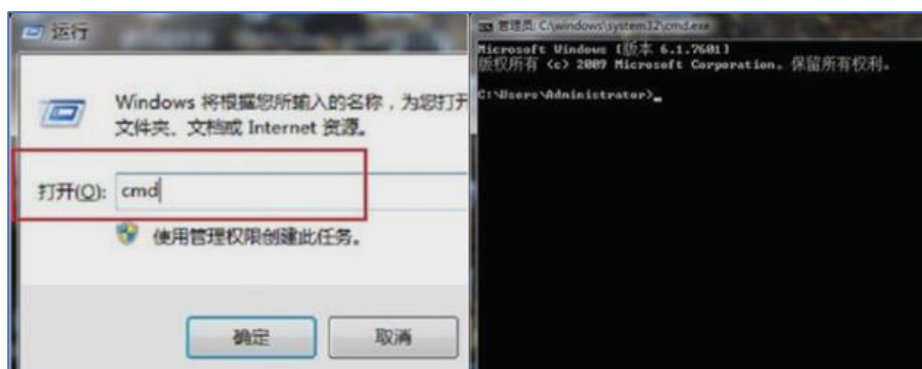 运行
Windows 将根据您所输入的名称，为您打开
文件夹、文档或 Internet 资源。
打开(O): cmd
使用管理权限创建此任务。
确定
取消
管理员: C:\windows\system32\cmd.exe
Microsoft Windows [版本 6.1.7601]
版权所有 (c) 2009 Microsoft Corporation。保留所有权利。
C:\Users\Administrator>_